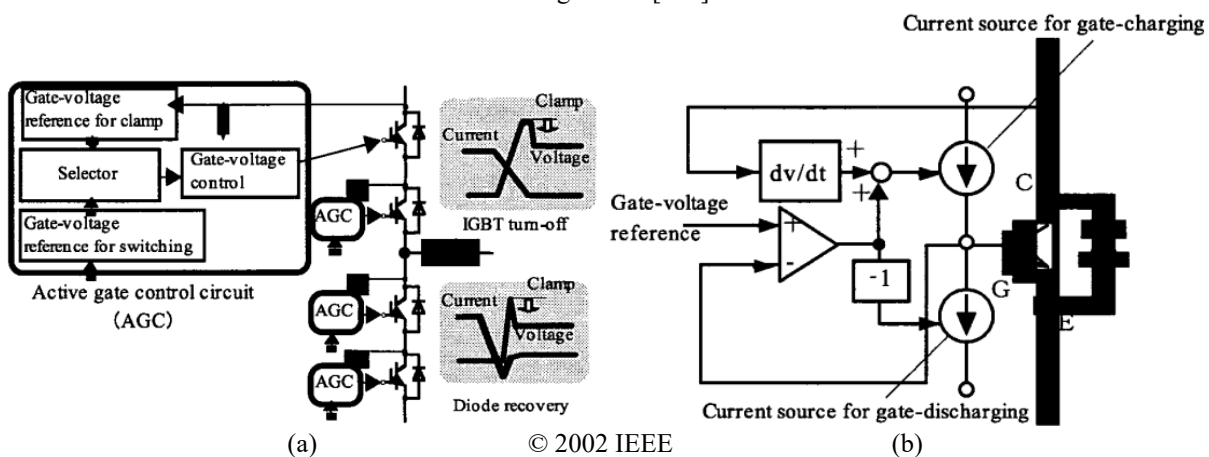 Gate-voltage
reference for clamp
Selector
Gate-voltage
control
Gate-voltage
reference for switching
Active gate control circuit
(AGC)
AGC
AGC
AGC
Clamp
Current
Voltage
IGBT turn-off
Clamp
Current
Voltage
Diode recovery
(a)
© 2002 IEEE
Current source for gate-charging
dv/dt
+
+
C
Gate-voltage
reference
+
-
-1
G
E
Current source for gate-discharging
(b)